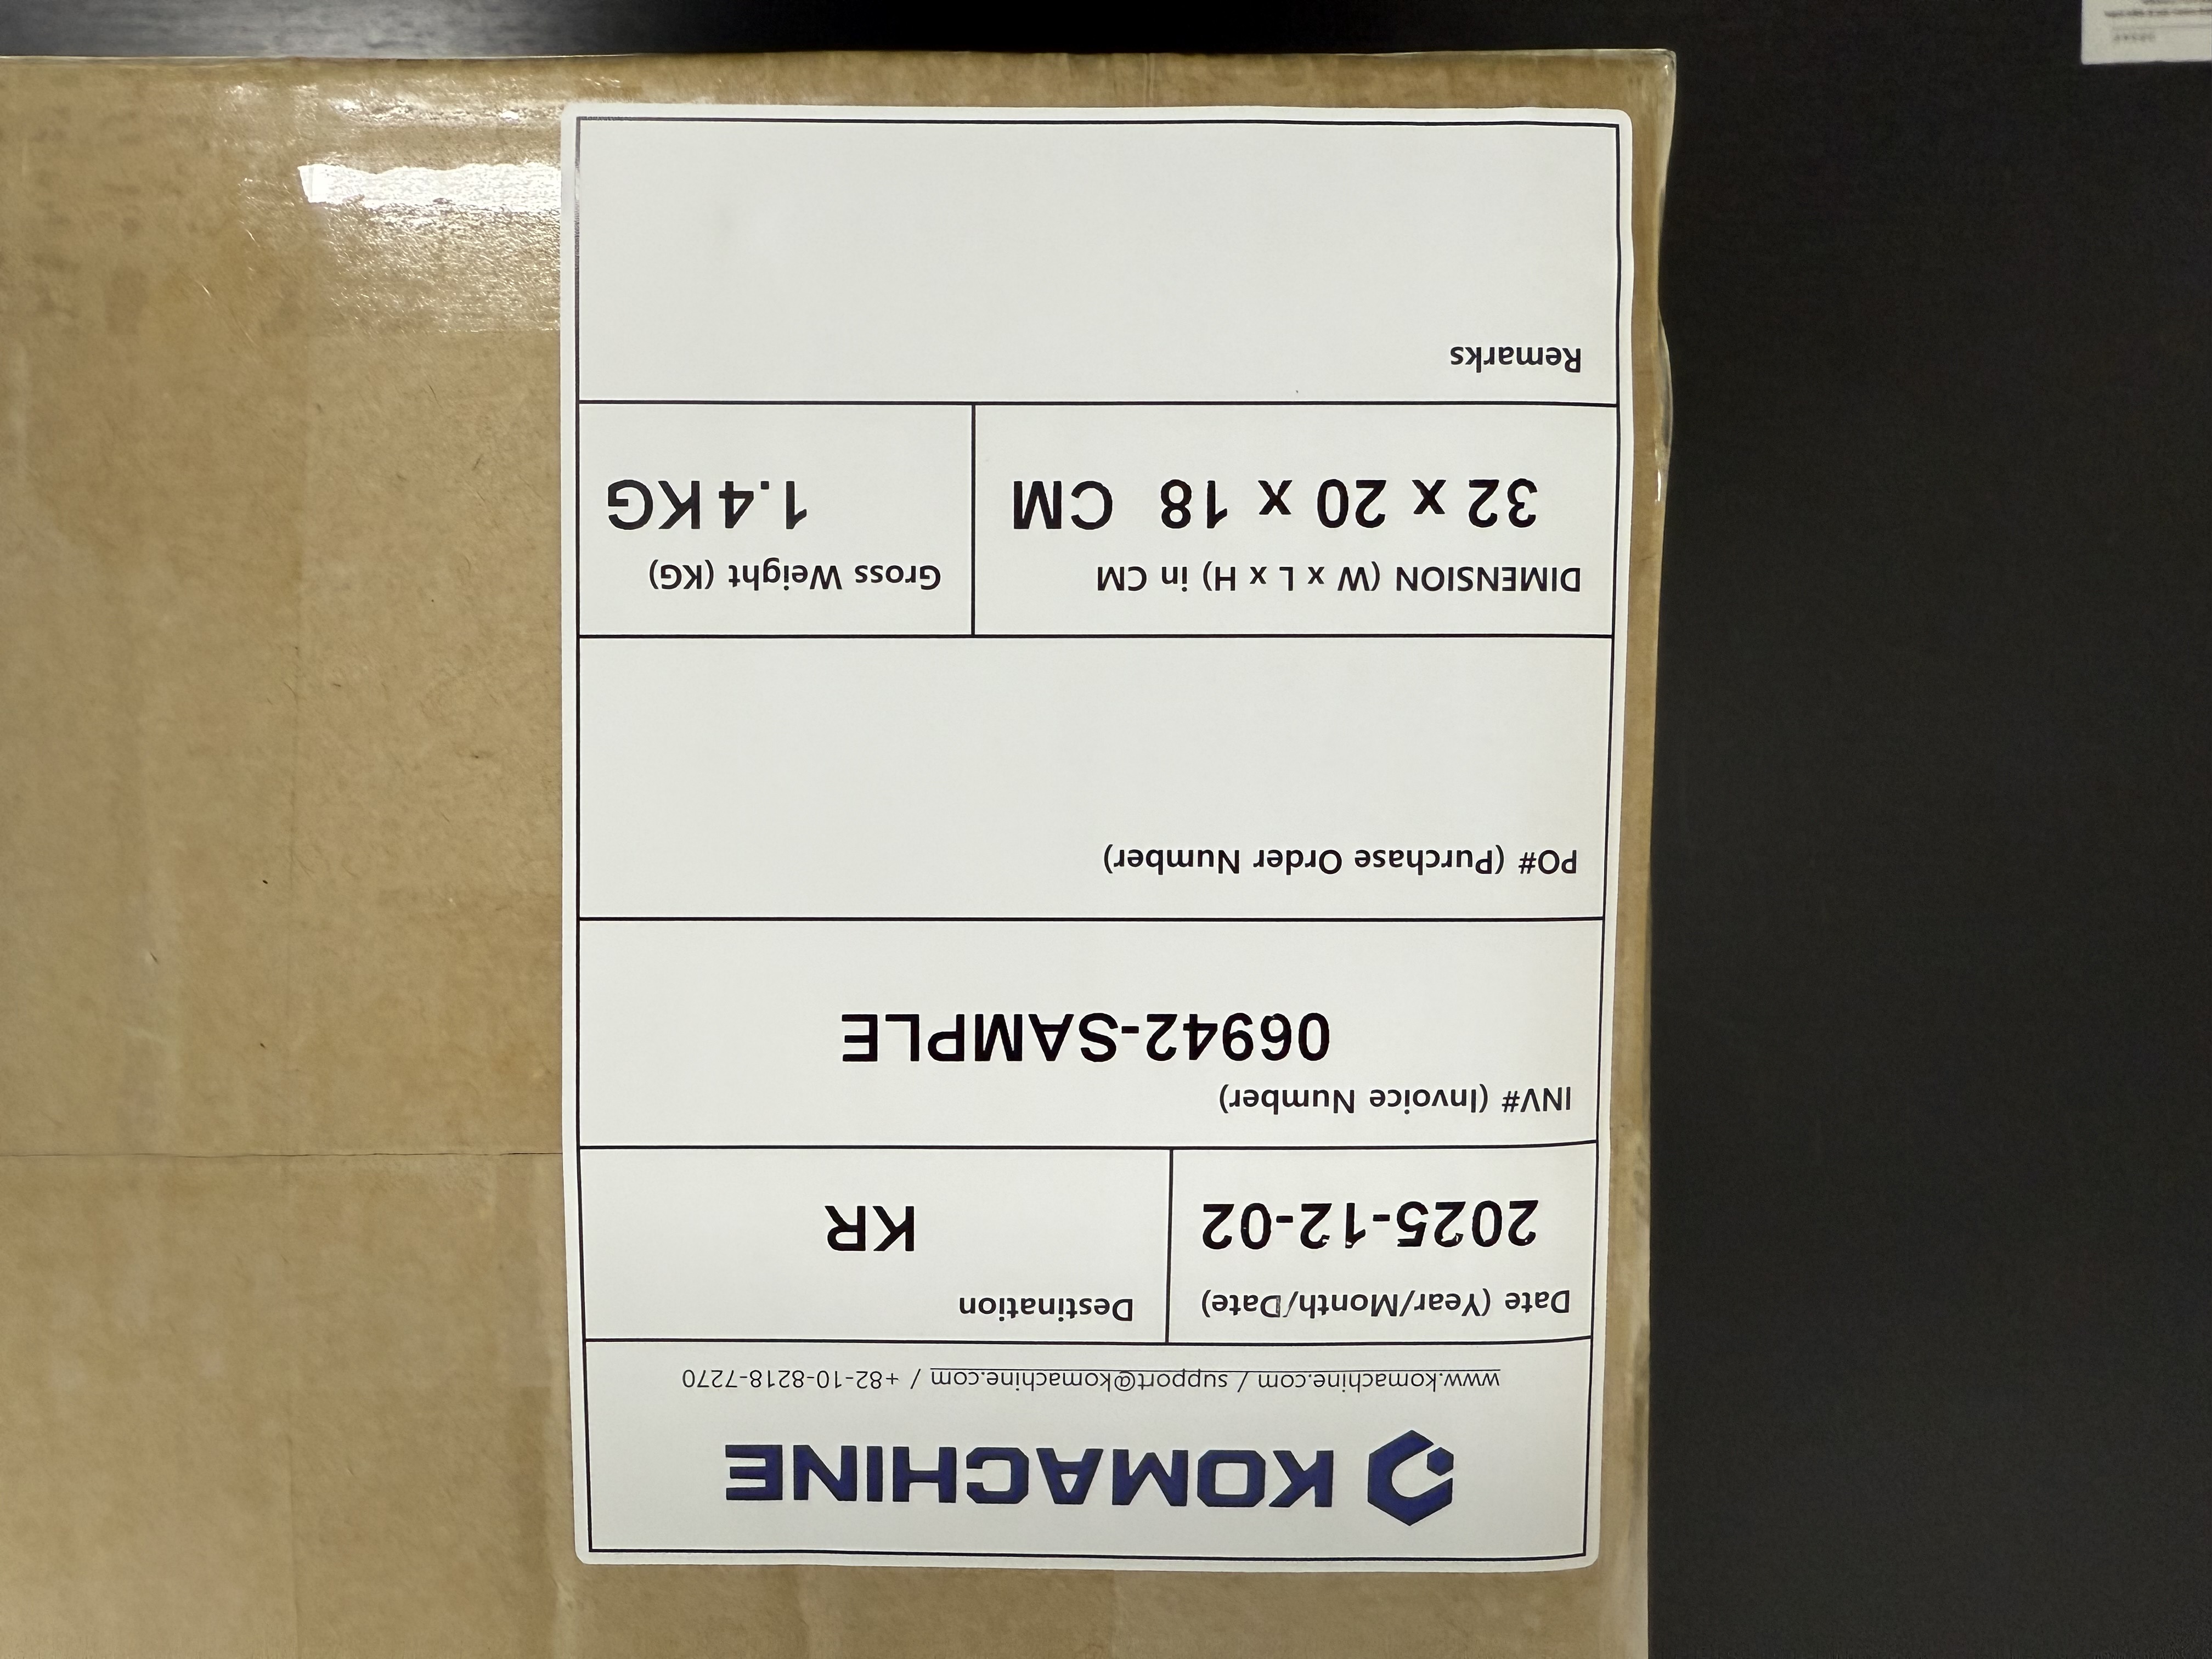 KOMACHINE
www.komachine.com / support@komachine.com / +82-10-8218-7270
Date (Year/Month/Date)
2025-12-02
Destination
KR
INV# (Invoice Number)
06942-SAMPLE
PO# (Purchase Order Number)
DIMENSION (W x L x H) in CM
32 x 20 x 18 CM
Gross Weight (KG)
1.4 KG
Remarks